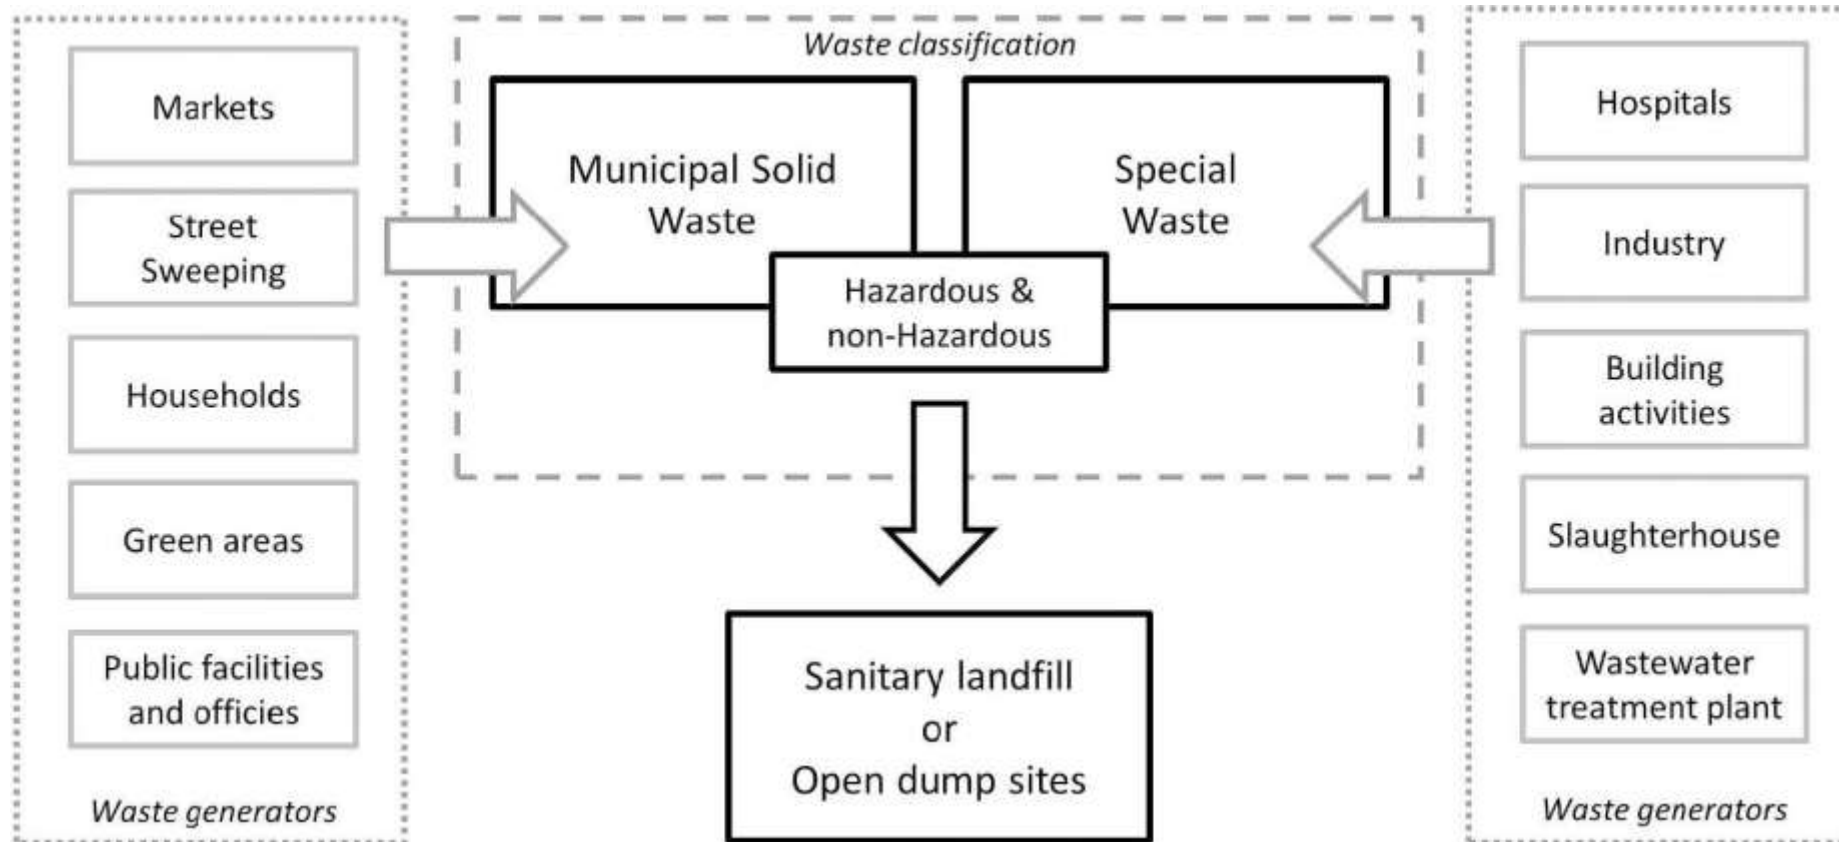 Markets
Street
Sweeping
Households
Green areas
Public facilities
and officies
Waste generators
Waste classification
Municipal Solid
Waste
Special
Waste
Hazardous &
non-Hazardous
Sanitary landfill
or
Open dump sites
Hospitals
Industry
Building
activities
Slaughterhouse
Wastewater
treatment plant
Waste generators